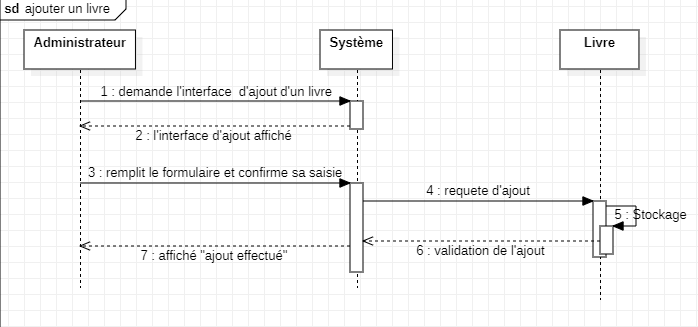 sd ajouter un livre
Administrateur
Système
Livre
1 : demande l'interface d'ajout d'un livre
2 : l'interface d'ajout affiché
3 : remplit le formulaire et confirme sa saisie
4 : requete d'ajout
5 : Stockage
6 : validation de l'ajout
7 : affiché "ajout effectué"